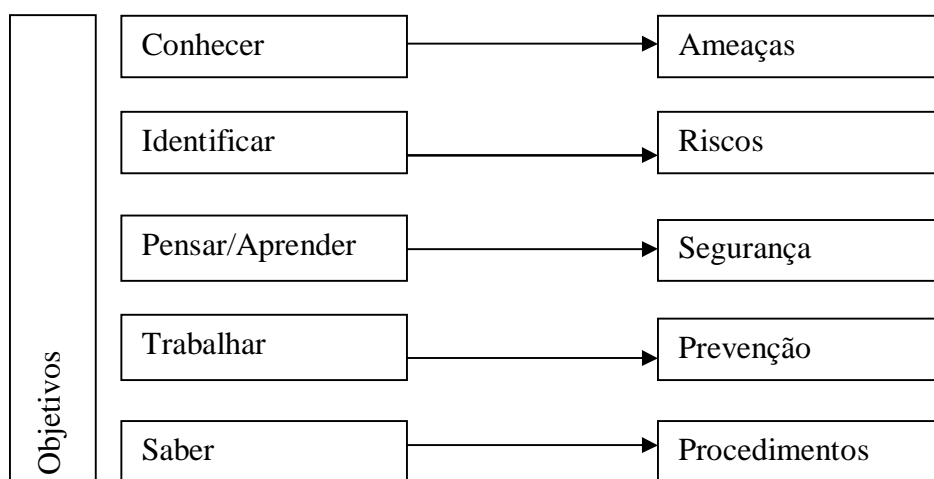 Objetivos
Conhecer
Ameaças
Identificar
Riscos
Pensar/Aprender
Segurança
Trabalhar
Prevenção
Saber
Procedimentos